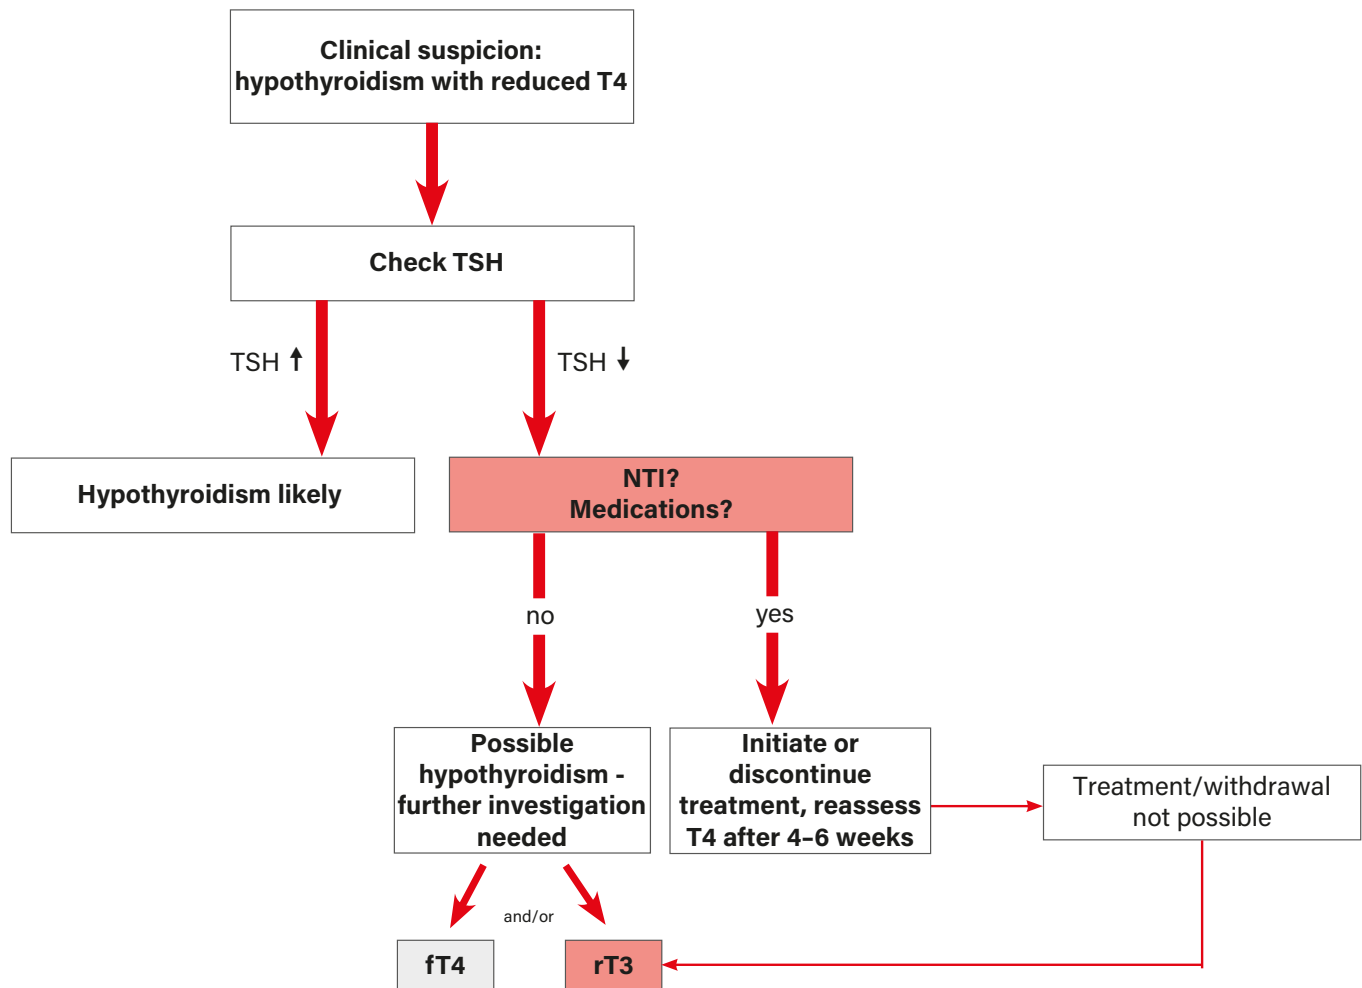 Clinical suspicion:
hypothyroidism with reduced T4
Check TSH
TSH ↑
TSH ↓
Hypothyroidism likely
NTI?
Medications?
no
yes
Possible
hypothyroidism -
further investigation
needed
Initiate or
discontinue
treatment, reassess
T4 after 4–6 weeks
Treatment/withdrawal
not possible
and/or
fT4
rT3